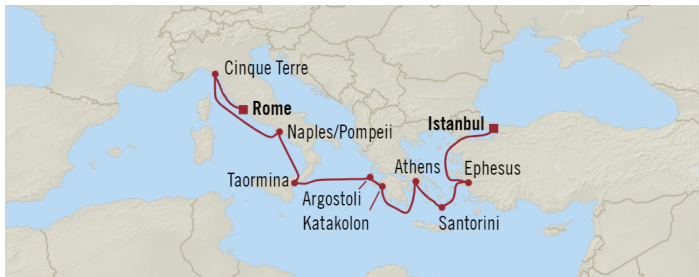 Cinque Terre
Rome
Naples/Pompeii
Istanbul
Athens
Ephesus
Taormina
Argostoli
Katakolon
Santorini